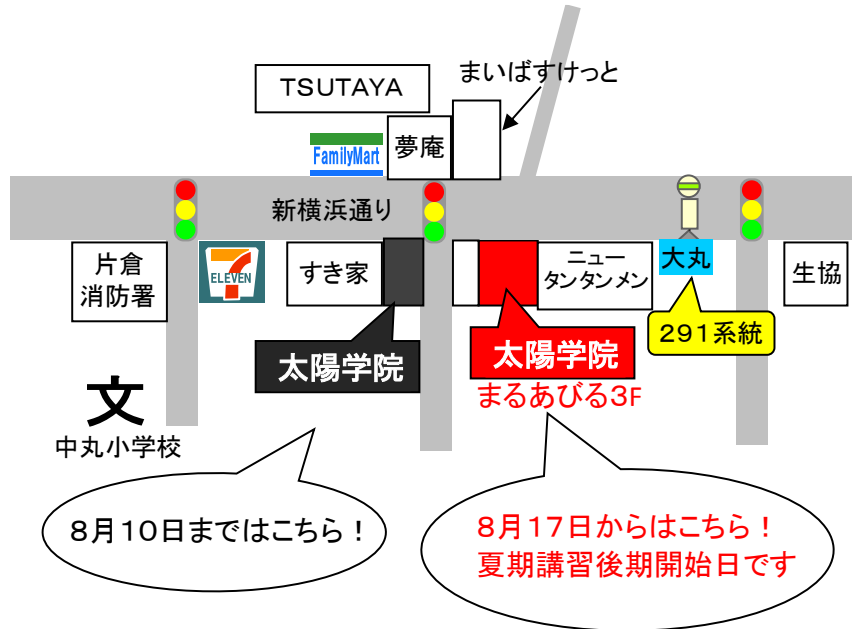 まいばすけっと
TSUTAYA
FamilyMart
夢庵
新横浜通り
片倉
消防署
ELEVEN
すき家
ニュー
タンタンメン
大丸
生協
291系統
太陽学院
太陽学院
まるあびる3F
文
中丸小学校
8月10日まではこちら！
8月17日からはこちら！
夏期講習後期開始日です